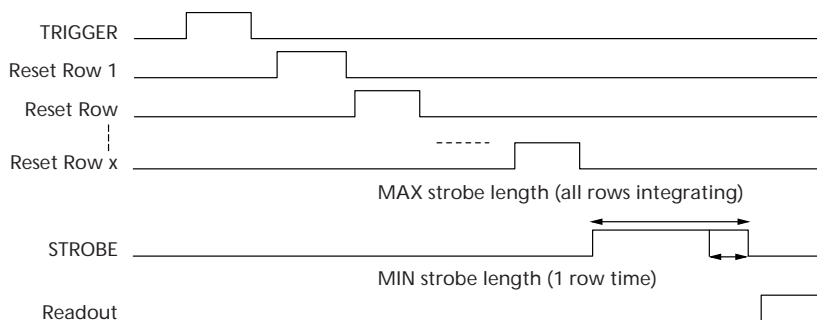 TRIGGER
Reset Row 1
Reset Row
Reset Row x
MAX strobe length (all rows integrating)
STROBE
MIN strobe length (1 row time)
Readout